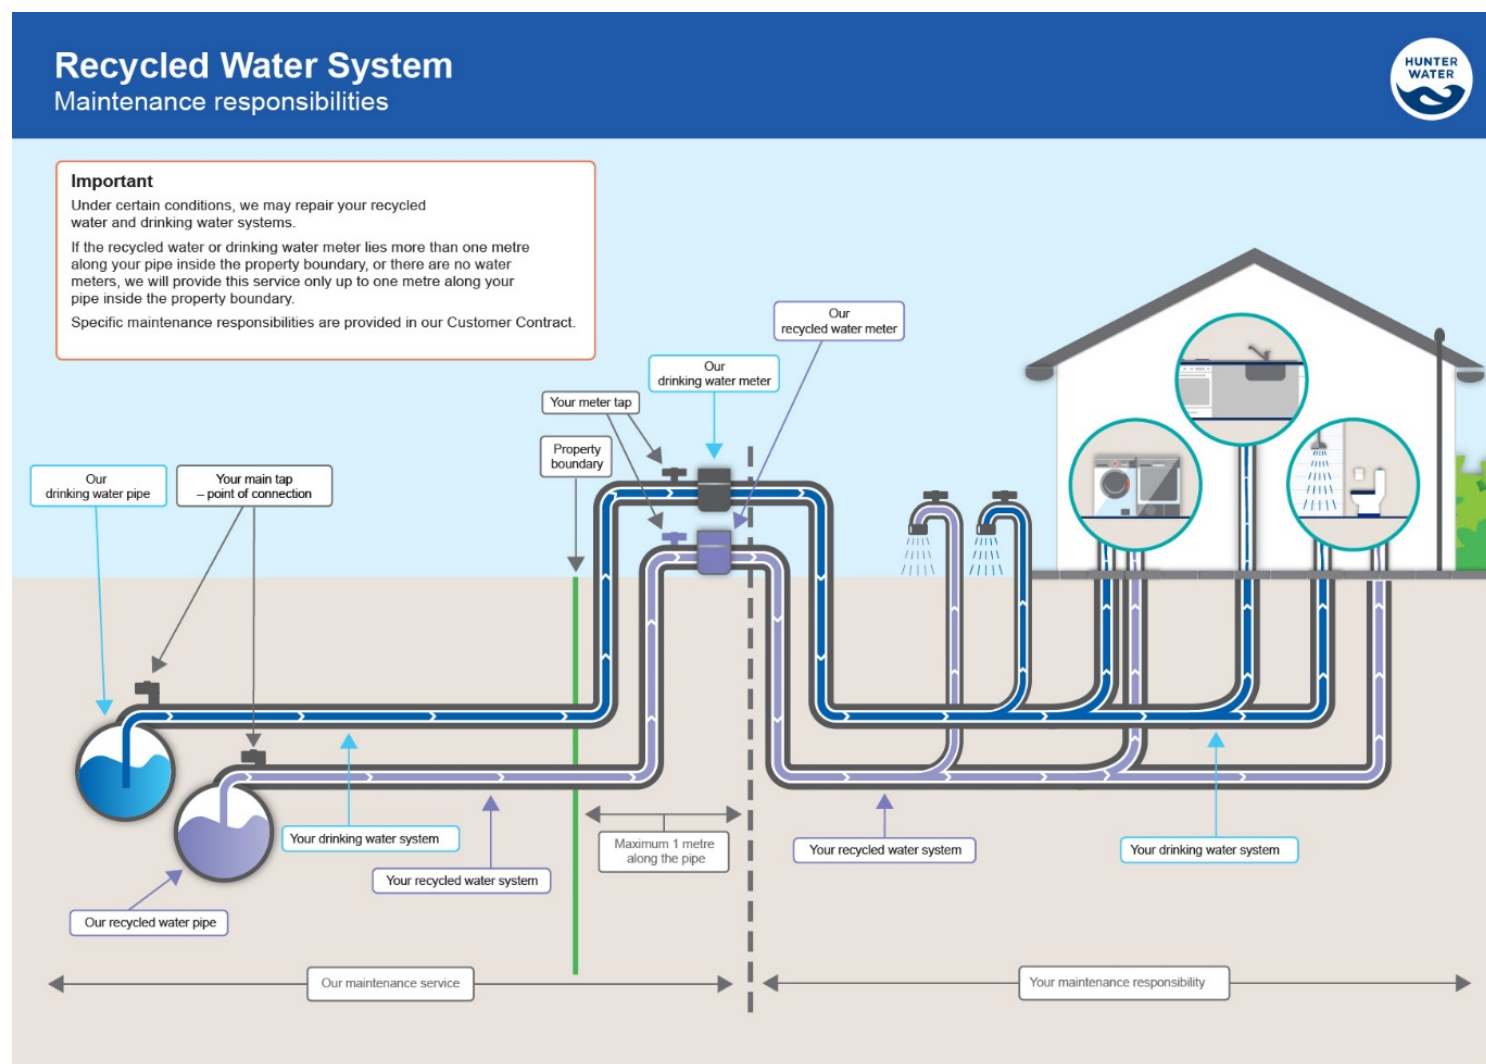 Recycled Water System
Maintenance responsibilities
HUNTER
WATER
Important
Under certain conditions, we may repair your recycled
water and drinking water systems.
If the recycled water or drinking water meter lies more than one metre
along your pipe inside the property boundary, or there are no water
meters, we will provide this service only up to one metre along your
pipe inside the property boundary.
Specific maintenance responsibilities are provided in our Customer Contract.
Our
recycled water meter
Our
drinking water meter
Your meter tap
Property
boundary
Our
drinking water pipe
Your main tap
– point of connection
Your drinking water system
Your recycled water system
Our recycled water pipe
Maximum 1 metre
along the pipe
Your recycled water system
Your drinking water system
Our maintenance service
Your maintenance responsibility